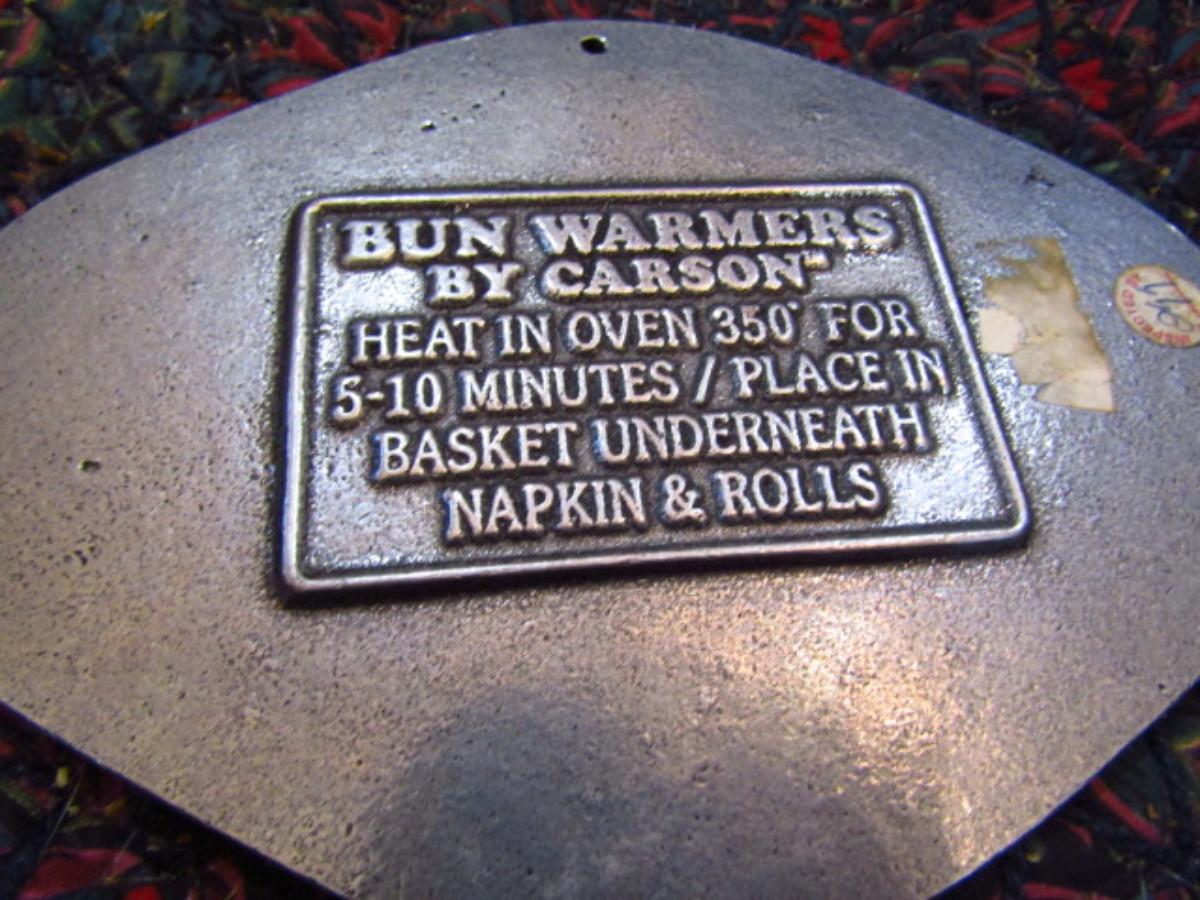 BUN WARMERS
BY CARSON™
HEAT IN OVEN 350° FOR
5-10 MINUTES / PLACE IN
BASKET UNDERNEATH
NAPKIN & ROLLS